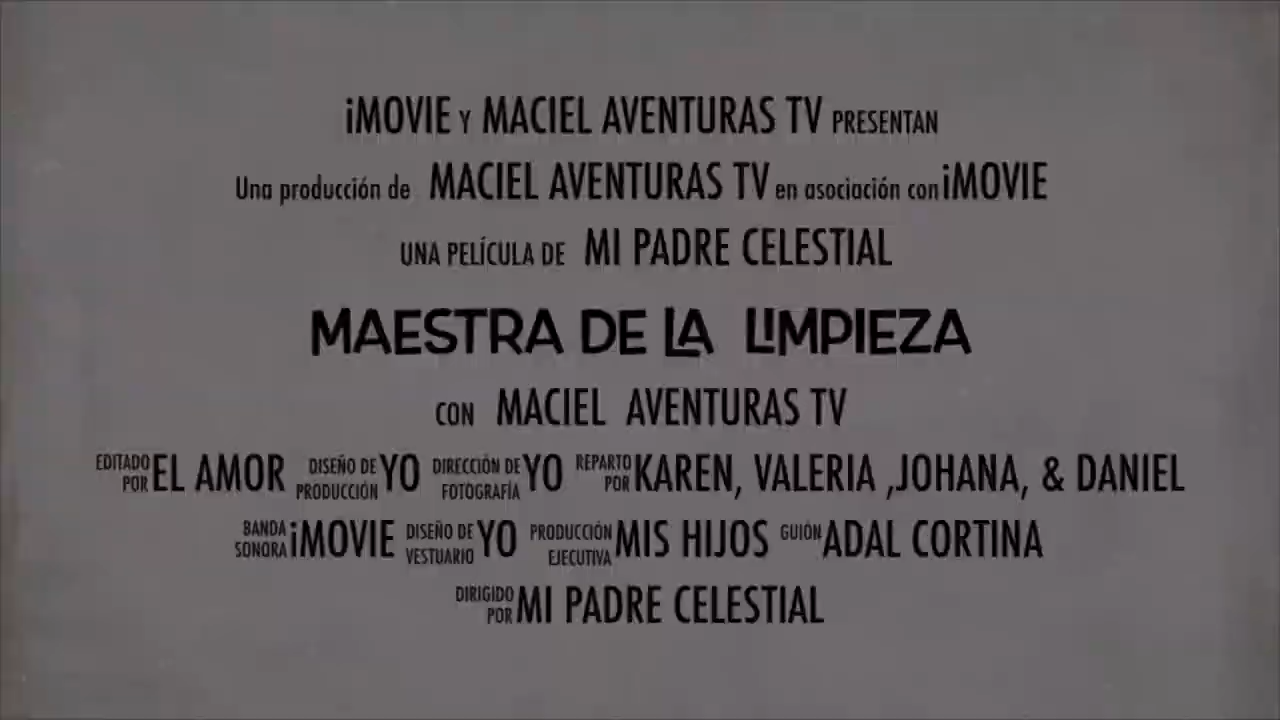 iMOVIE Y MACIEL AVENTURAS TV PRESENTAN
Una producción de MACIEL AVENTURAS TV en asociación con iMOVIE
UNA PELÍCULA DE MI PADRE CELESTIAL
MAESTRA DE LA LIMPIEZA
CON MACIEL AVENTURAS TV
EDITADO POR EL AMOR DISEÑO DE PRODUCCIÓN YO DIRECCIÓN DE FOTOGRAFÍA YO REPARTO POR KAREN, VALERIA ,JOHANA, & DANIEL
BANDA SONORA iMOVIE DISEÑO DE VESTUARIO YO PRODUCCIÓN EJECUTIVA MIS HIJOS GUIÓN ADAL CORTINA
DIRIGIDO POR MI PADRE CELESTIAL